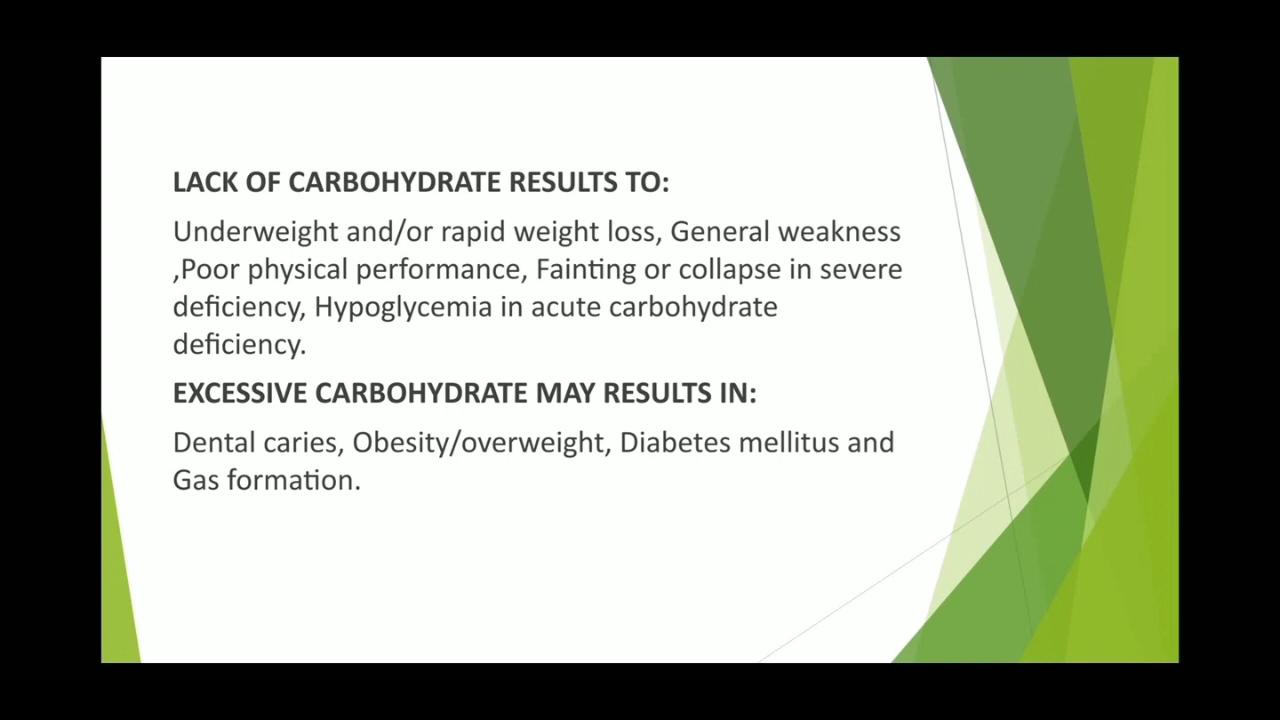 LACK OF CARBOHYDRATE RESULTS TO:
Underweight and/or rapid weight loss, General weakness
,Poor physical performance, Fainting or collapse in severe
deficiency, Hypoglycemia in acute carbohydrate
deficiency.
EXCESSIVE CARBOHYDRATE MAY RESULTS IN:
Dental caries, Obesity/overweight, Diabetes mellitus and
Gas formation.